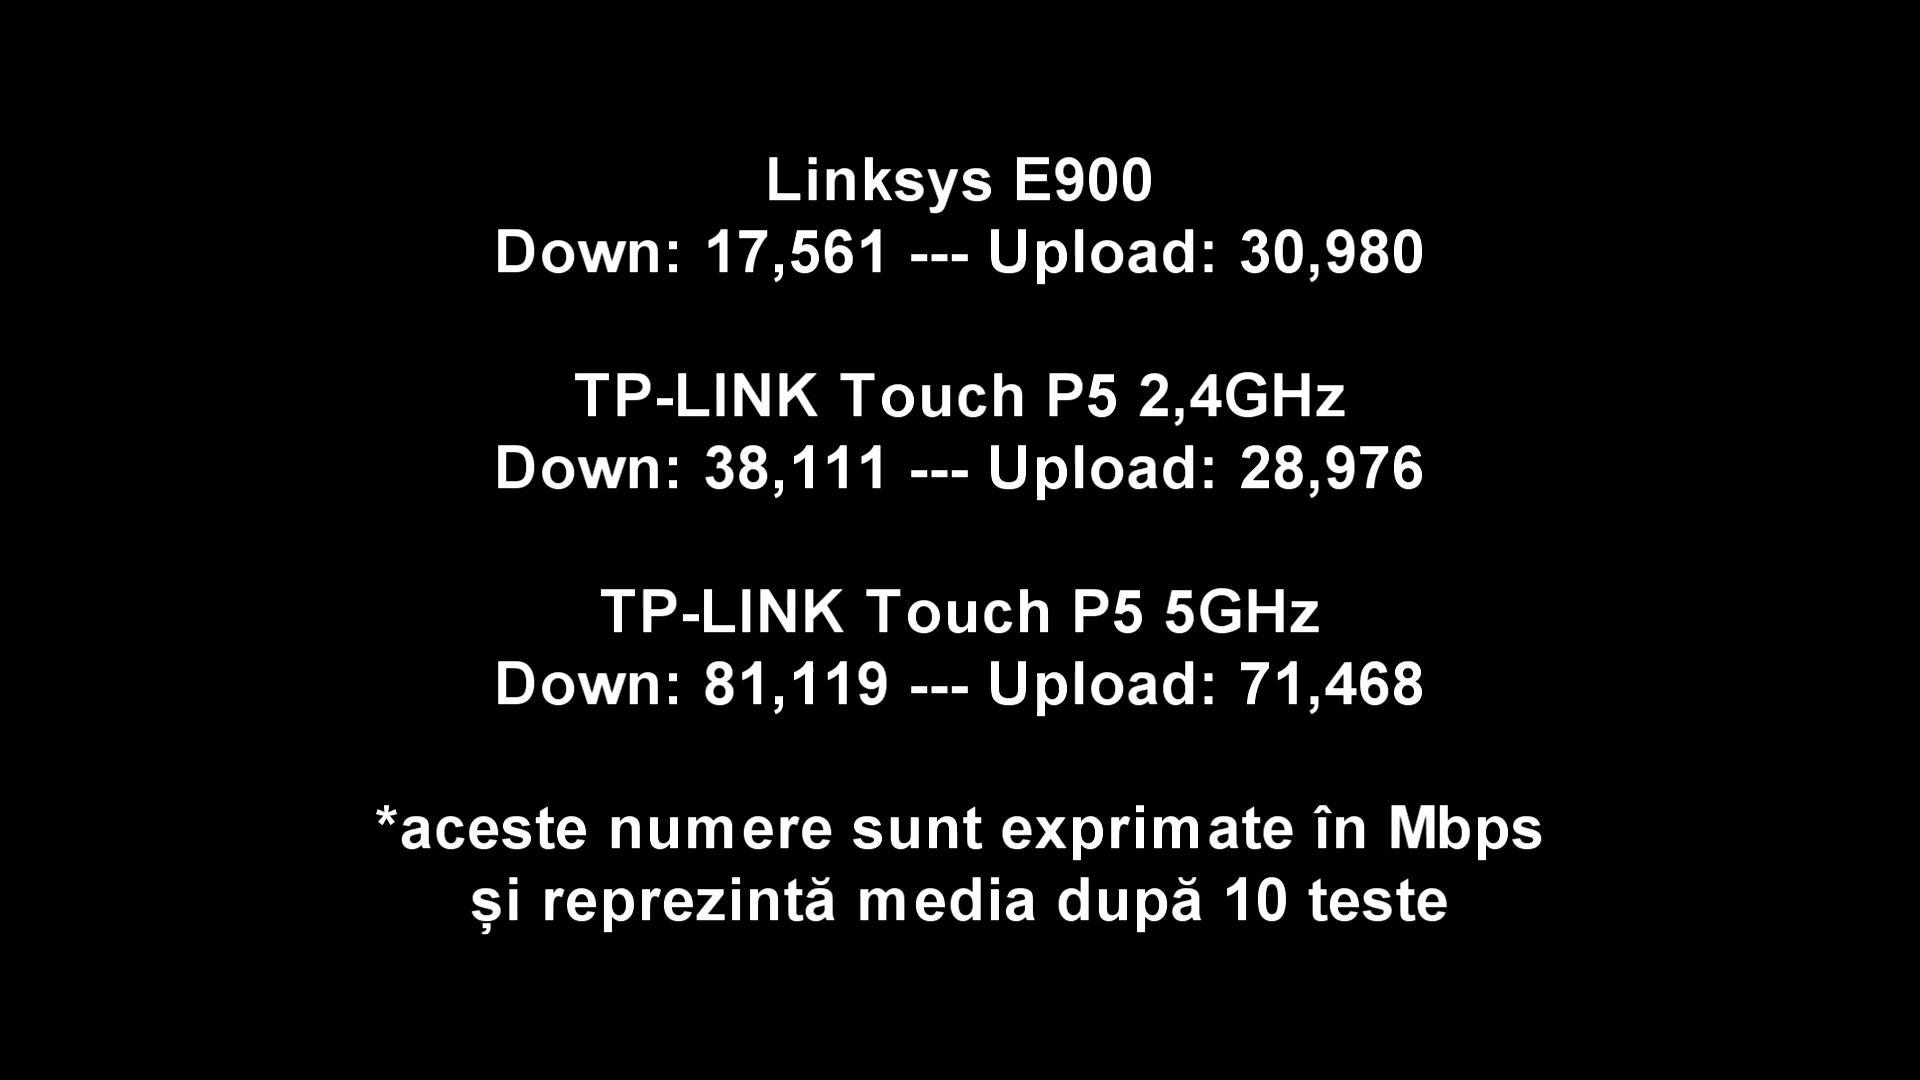 Linksys E900
Down: 17,561 --- Upload: 30,980
TP-LINK Touch P5 2,4GHz
Down: 38,111 --- Upload: 28,976
TP-LINK Touch P5 5GHz
Down: 81,119 --- Upload: 71,468
*aceste numere sunt exprimate în Mbps
și reprezintă media după 10 teste